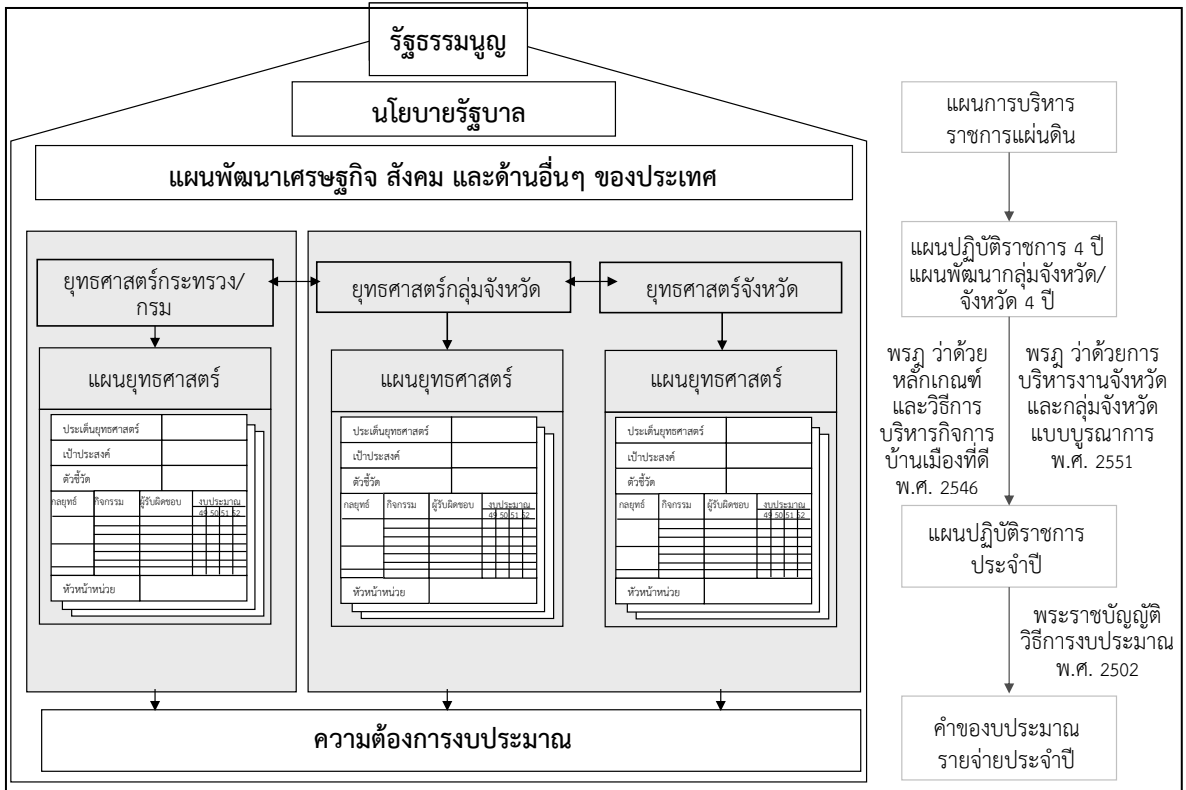 รัฐธรรมนูญ
นโยบายรัฐบาล
แผนพัฒนาเศรษฐกิจ สังคม และด้านอื่นๆ ของประเทศ
ยุทธศาสตร์กระทรวง/
กรม
ยุทธศาสตร์กลุ่มจังหวัด
ยุทธศาสตร์จังหวัด
แผนยุทธศาสตร์
ประเด็นยุทธศาสตร์
เป้าประสงค์
ตัวชี้วัด
กลยุทธ์ กิจกรรม ผู้รับผิดชอบ งบประมาณ
49 50 51 52
หัวหน้าหน่วย
แผนยุทธศาสตร์
ประเด็นยุทธศาสตร์
เป้าประสงค์
ตัวชี้วัด
กลยุทธ์ กิจกรรม ผู้รับผิดชอบ งบประมาณ
49 50 51 52
หัวหน้าหน่วย
แผนยุทธศาสตร์
ประเด็นยุทธศาสตร์
เป้าประสงค์
ตัวชี้วัด
กลยุทธ์ กิจกรรม ผู้รับผิดชอบ งบประมาณ
49 50 51 52
หัวหน้าหน่วย
ความต้องการงบประมาณ
แผนการบริหาร
ราชการแผ่นดิน
แผนปฏิบัติราชการ 4 ปี
แผนพัฒนากลุ่มจังหวัด/
จังหวัด 4 ปี
พรฎ ว่าด้วย
หลักเกณฑ์
และวิธีการ
บริหารกิจการ
บ้านเมืองที่ดี
พ.ศ. 2546
พรฎ ว่าด้วยการ
บริหารงานจังหวัด
และกลุ่มจังหวัด
แบบบูรณาการ
พ.ศ. 2551
แผนปฏิบัติราชการ
ประจำปี
พระราชบัญญัติ
วิธีการงบประมาณ
พ.ศ. 2502
คำของบประมาณ
รายจ่ายประจำปี